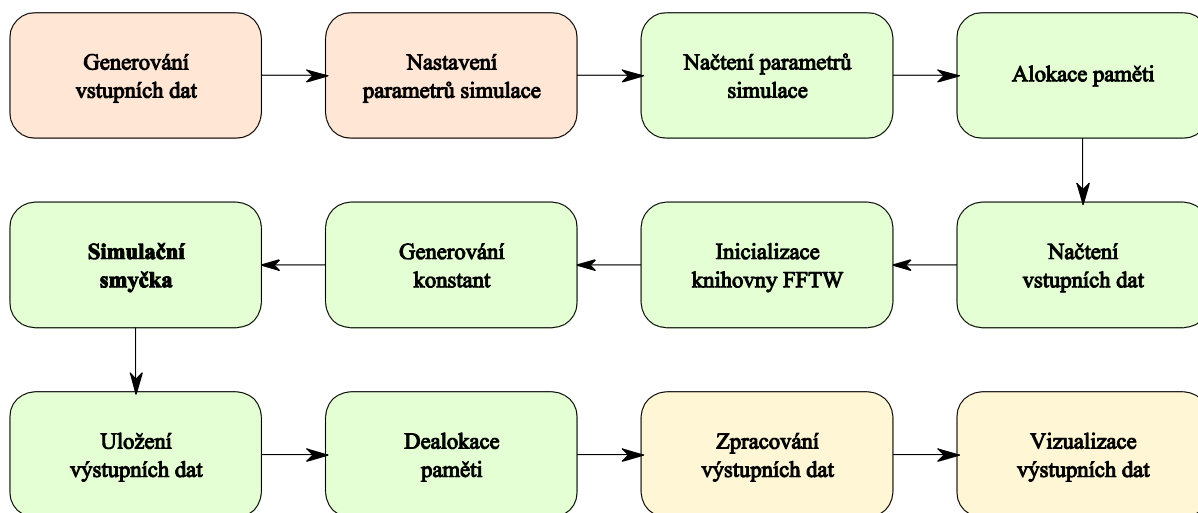 Generování
vstupních dat
Nastavení
parametrů simulace
Načtení parametrů
simulace
Alokace paměti
Načtení
vstupních dat
Inicializace
knihovny FFTW
Generování
konstant
Simulační
smyčka
Uložení
výstupních dat
Dealokace
paměti
Zpracování
výstupních dat
Vizualizace
výstupních dat